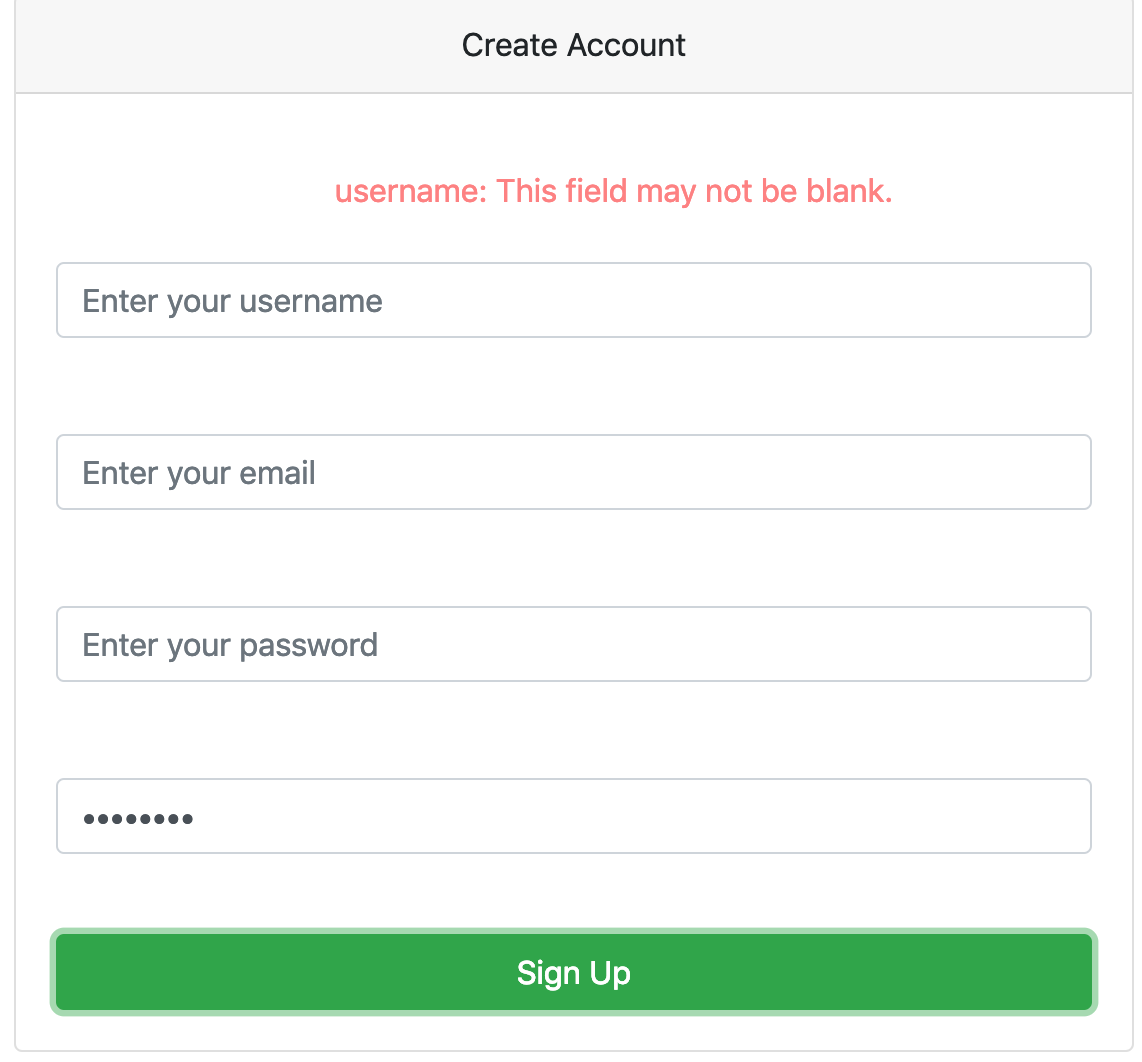 Create Account
username: This field may not be blank.
Enter your username
Enter your email
Enter your password
••••••••
Sign Up